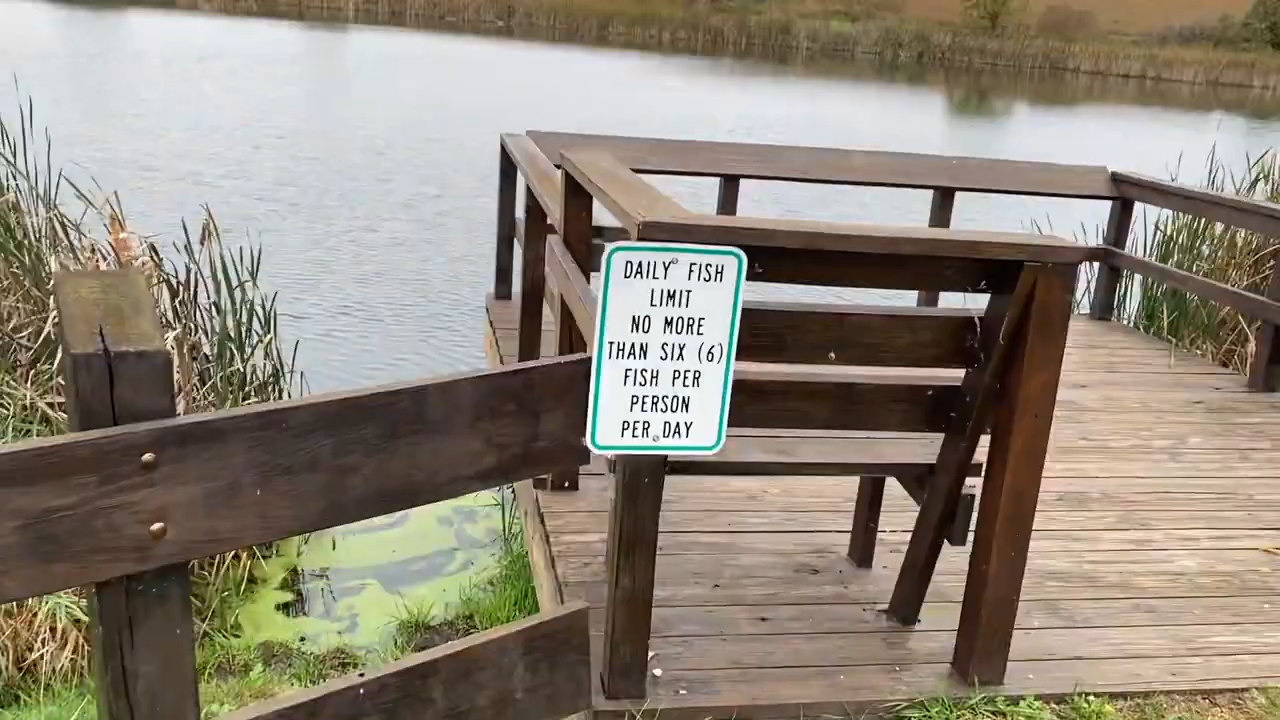 DAILY FISH
LIMIT
NO MORE
THAN SIX (6)
FISH PER
PERSON
PER DAY